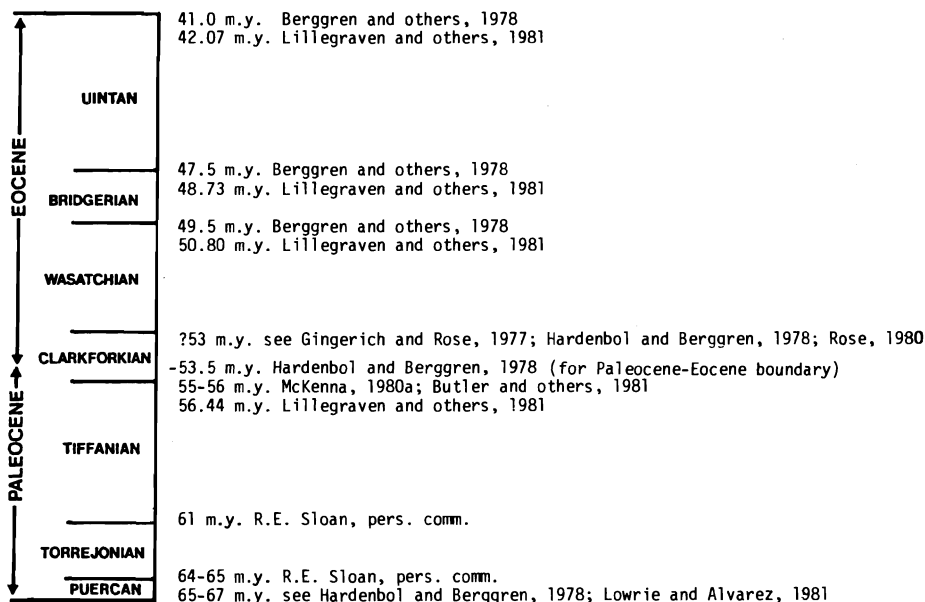 41.0 m.y. Berggren and others, 1978
42.07 m.y. Lillegraven and others, 1981
UINTAN
EOCENE
47.5 m.y. Berggren and others, 1978
48.73 m.y. Lillegraven and others, 1981
BRIDGERIAN
49.5 m.y. Berggren and others, 1978
50.80 m.y. Lillegraven and others, 1981
WASATCHIAN
?53 m.y. see Gingerich and Rose, 1977; Hardenbol and Berggren, 1978; Rose, 1980
CLARKFORKIAN
-53.5 m.y. Hardenbol and Berggren, 1978 (for Paleocene-Eocene boundary)
55-56 m.y. McKenna, 1980a; Butler and others, 1981
56.44 m.y. Lillegraven and others, 1981
PALEOCENE
TIFFANIAN
61 m.y. R.E. Sloan, pers. comm.
TORREJONIAN
64-65 m.y. R.E. Sloan, pers. comm.
PUERCAN
65-67 m.y. see Hardenbol and Berggren, 1978; Lowrie and Alvarez, 1981